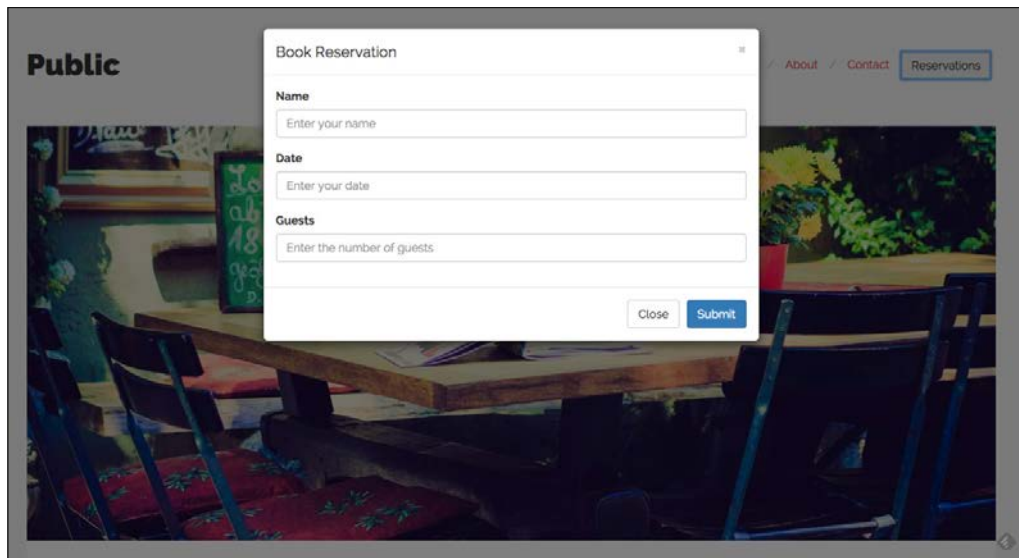 Public
/ About / Contact Reservations
Book Reservation ×
Name
Enter your name
Date
Enter your date
Guests
Enter the number of guests
Close Submit